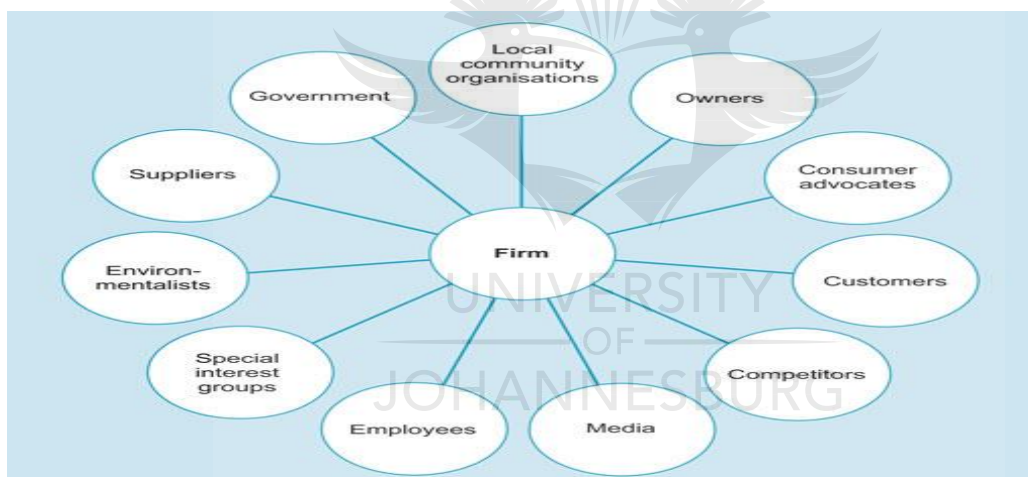 Local
community
organisations
Government
Owners
Suppliers
Consumer
advocates
Firm
Environ-
mentalists
Customers
Special
interest
groups
Competitors
Employees
Media
UNIVERSITY
OF
JOHANNESBURG